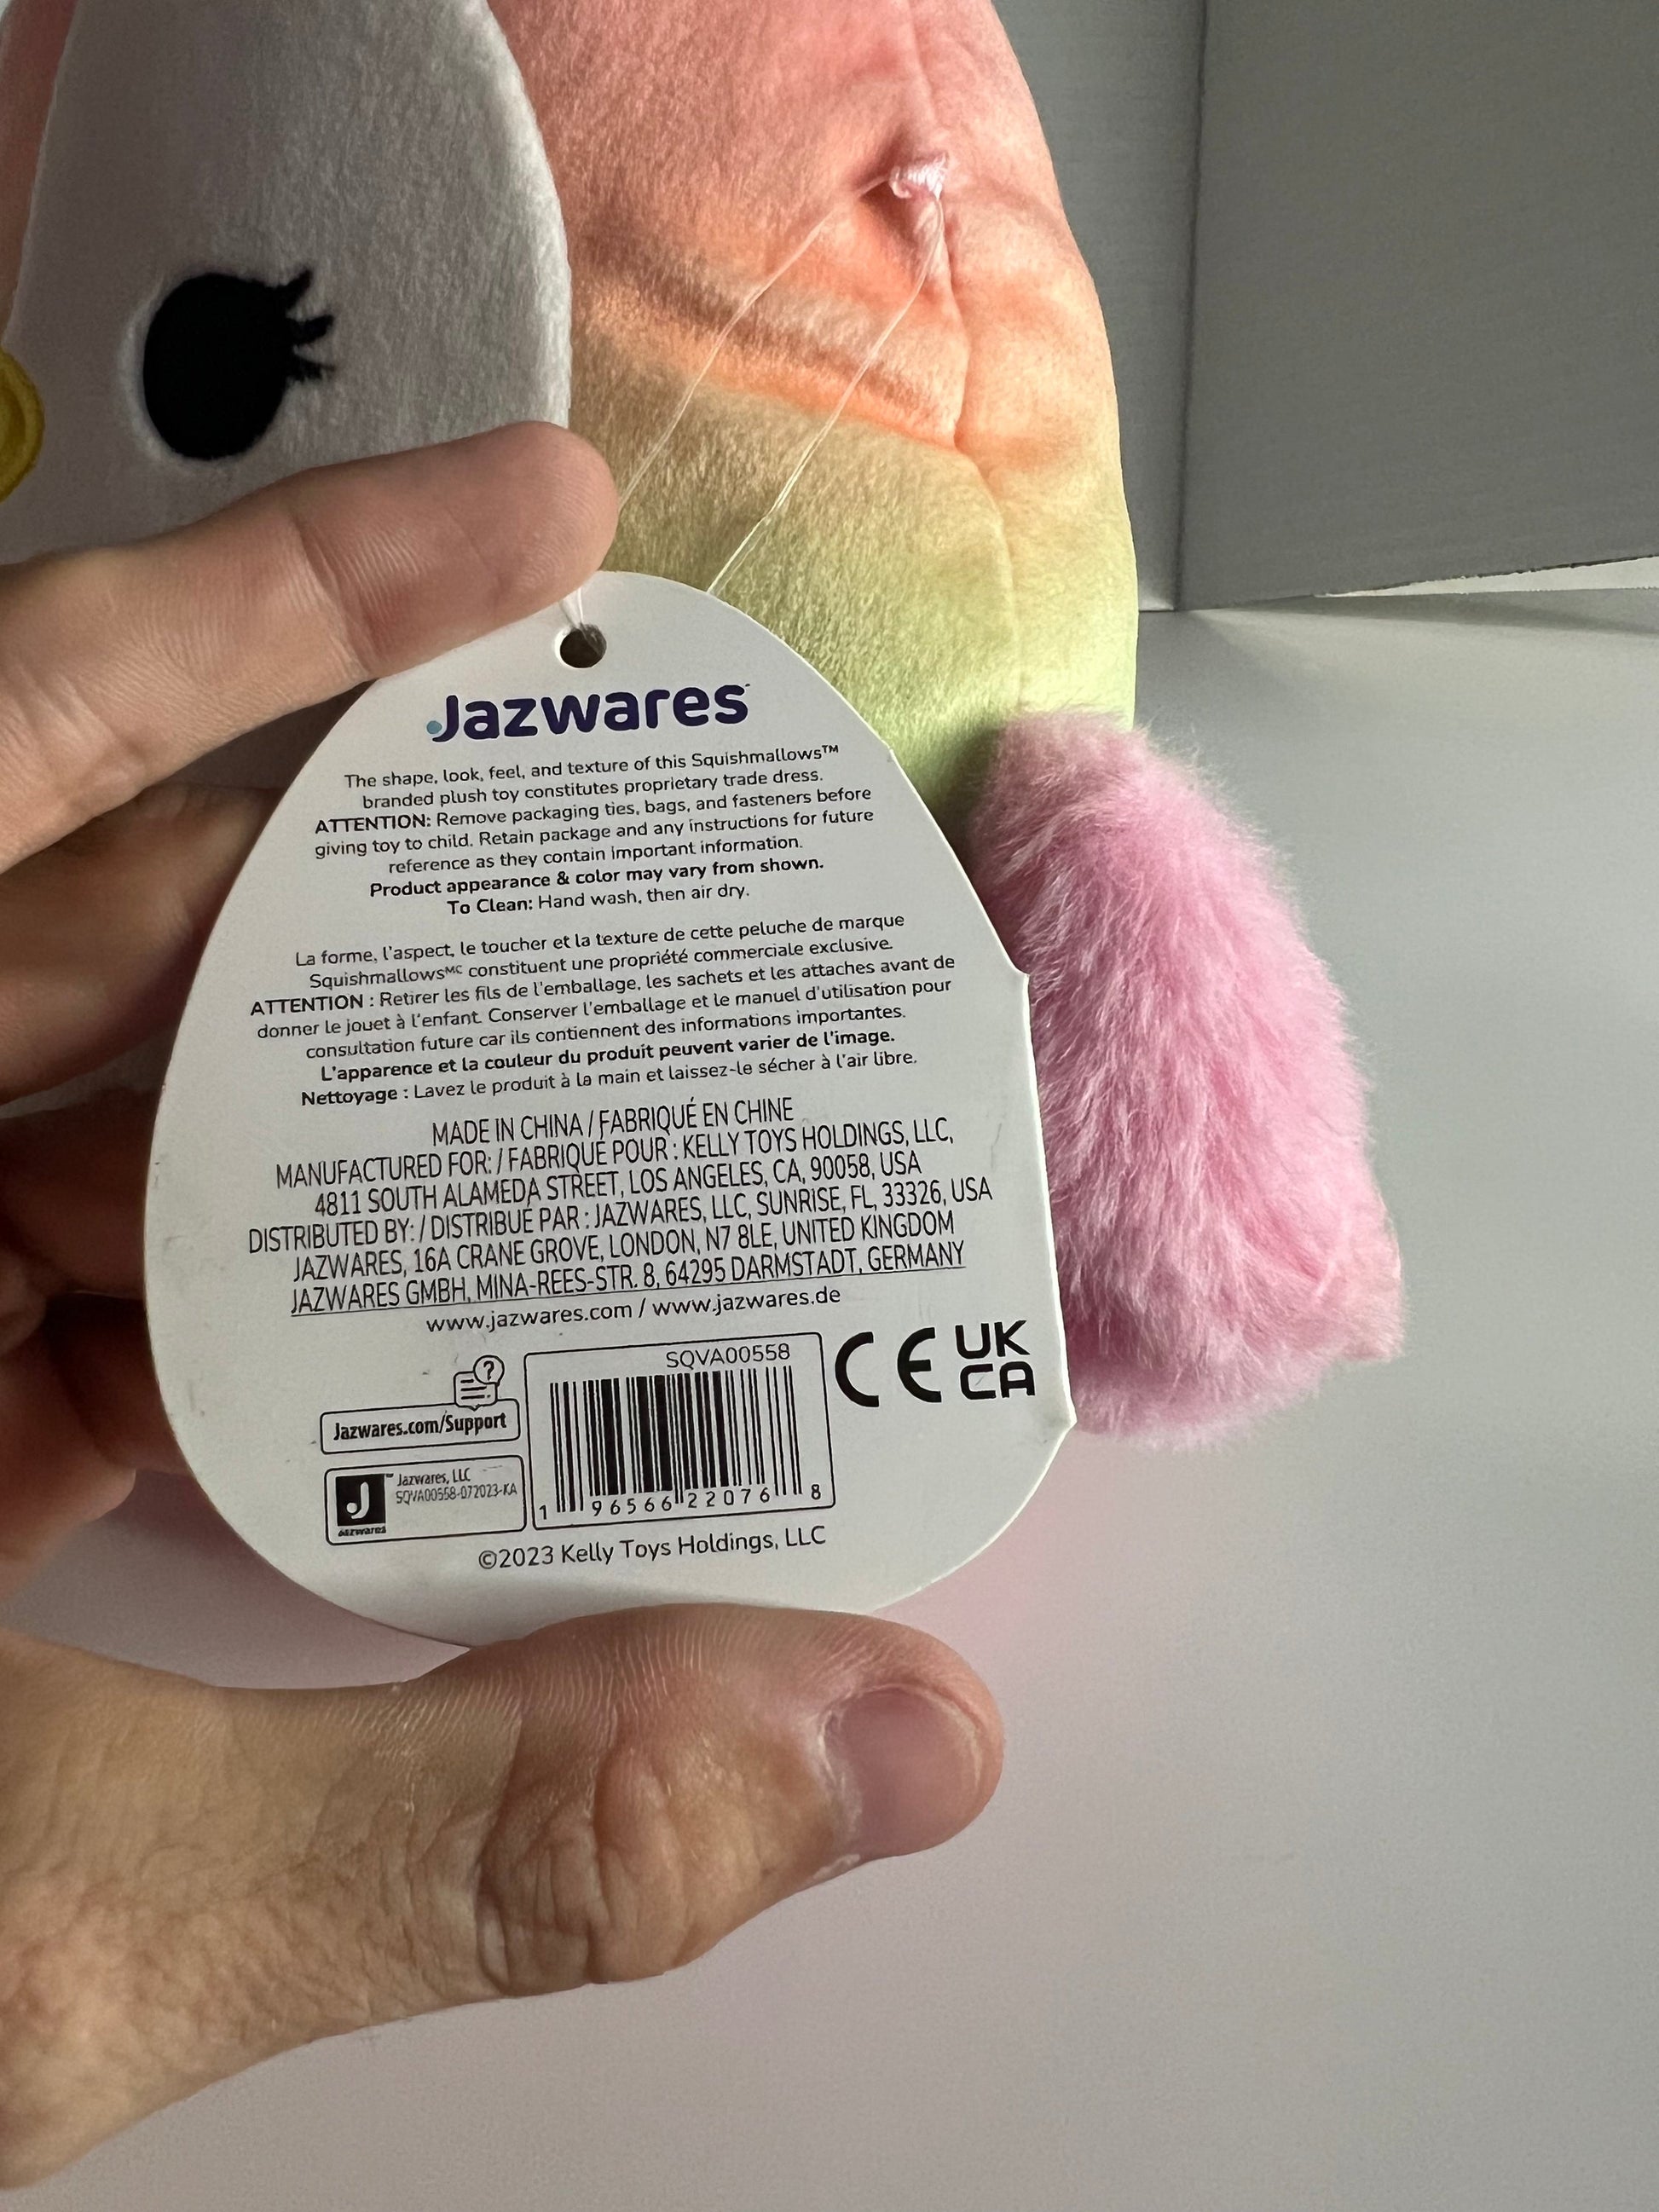 Jazwares™
The shape, look, feel, and texture of this Squishmallows™
branded plush toy constitutes proprietary trade dress.
ATTENTION: Remove packaging ties, bags, and fasteners before
giving toy to child. Retain package and any instructions for future
reference as they contain important information.
Product appearance & color may vary from shown.
To Clean: Hand wash, then air dry.
La forme, l'aspect, le toucher et la texture de cette peluche de marque
Squishmallowsᴹᶜ constituent une propriété commerciale exclusive.
ATTENTION : Retirer les fils de l'emballage, les sachets et les attaches avant de
donner le jouet à l'enfant. Conserver l'emballage et le manuel d'utilisation pour
consultation future car ils contiennent des informations importantes.
L'apparence et la couleur du produit peuvent varier de l'image.
Nettoyage : Lavez le produit à la main et laissez-le sécher à l'air libre.
MADE IN CHINA / FABRIQUÉ EN CHINE
MANUFACTURED FOR: / FABRIQUÉ POUR : KELLY TOYS HOLDINGS, LLC,
4811 SOUTH ALAMEDA STREET, LOS ANGELES, CA, 90058, USA
DISTRIBUTED BY: / DISTRIBUÉ PAR : JAZWARES, LLC, SUNRISE, FL, 33326, USA
JAZWARES, 16A CRANE GROVE, LONDON, N7 8LE, UNITED KINGDOM
JAZWARES GMBH, MINA-REES-STR. 8, 64295 DARMSTADT, GERMANY
www.jazwares.com / www.jazwares.de
SQVA00558
CE UK
CA
?
Jazwares.com/Support
J™
Jazwares
Jazwares, LLC
SQVA00558-072023-KA
1 96566 22076 8
©2023 Kelly Toys Holdings, LLC